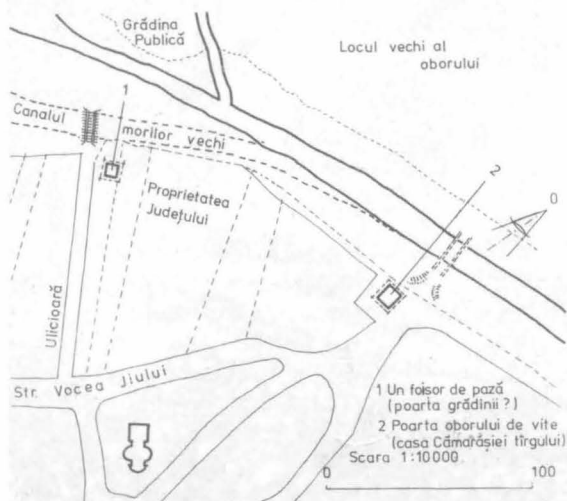 Grădina
Publică
Locul vechi al
oborului
1
Canalul morilor vechi
2
O
Proprietatea
Județului
Ulicioară
Str. Vocea Jiului
1 Un foisor de pază
(poarta grădinii ?)
2 Poarta oborului de vite
(casa Cămărășiei tîrgului)
Scara 1:10000
0 100